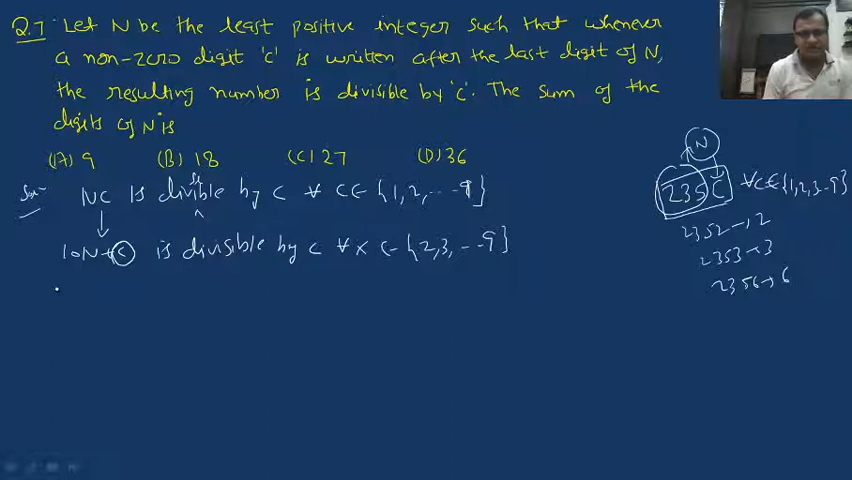 Q.7 Let N be the least positive integer such that whenever
a non-zero digit 'c' is written after the last digit of N,
the resulting number is divisible by 'c'. The sum of the
digits of N is
(A) 9 (B) 18 (C) 27 (D) 36
Sol NC is divisible by C ∀ C∈{1,2,---9}
10N+C is divisible by C ∀ x C-{2,3,--9}
N
235C ∀C∈{1,2,3-9}
2352→2
2353→3
2356→6